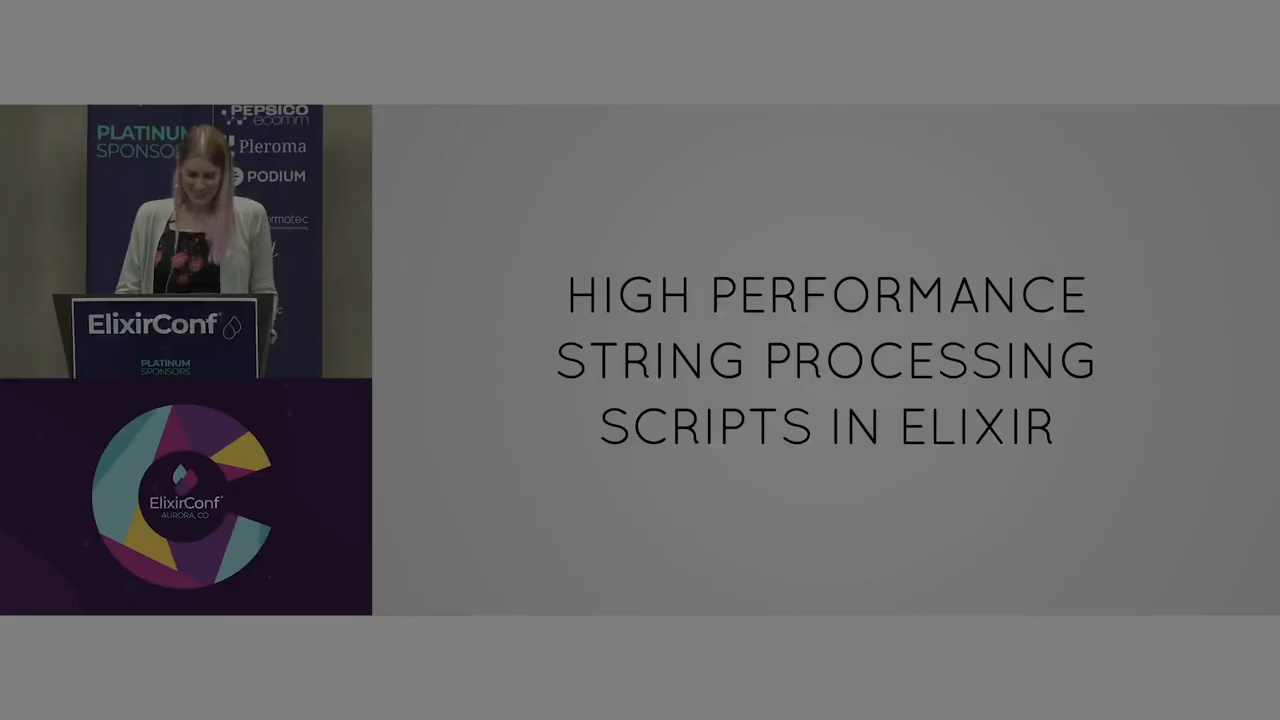 PEPSICO
ecomm
PLATINUM
SPONSORS
Pleroma
PODIUM
ElixirConf
PLATINUM
SPONSORS
ElixirConf
AURORA, CO
HIGH PERFORMANCE
STRING PROCESSING
SCRIPTS IN ELIXIR